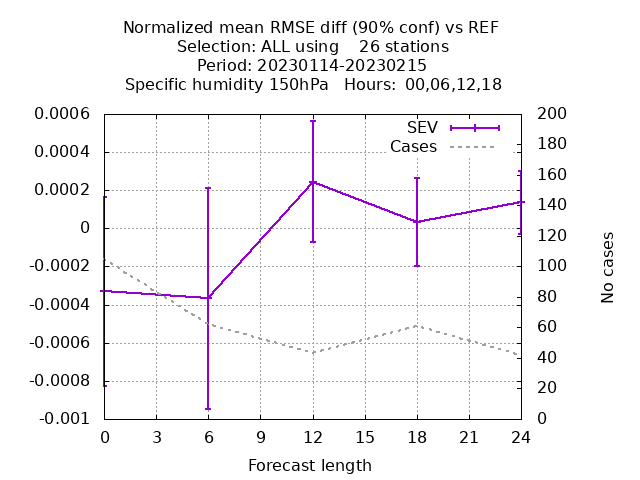 Normalized mean RMSE diff (90% conf) vs REF
Selection: ALL using    26 stations
Period: 20230114-20230215
Specific humidity 150hPa   Hours: 00,06,12,18
SEV
Cases
0.0006
0.0004
0.0002
0
-0.0002
-0.0004
-0.0006
-0.0008
-0.001
200
180
160
140
120
100
80
60
40
20
0
No cases
0 3 6 9 12 15 18 21 24
Forecast length